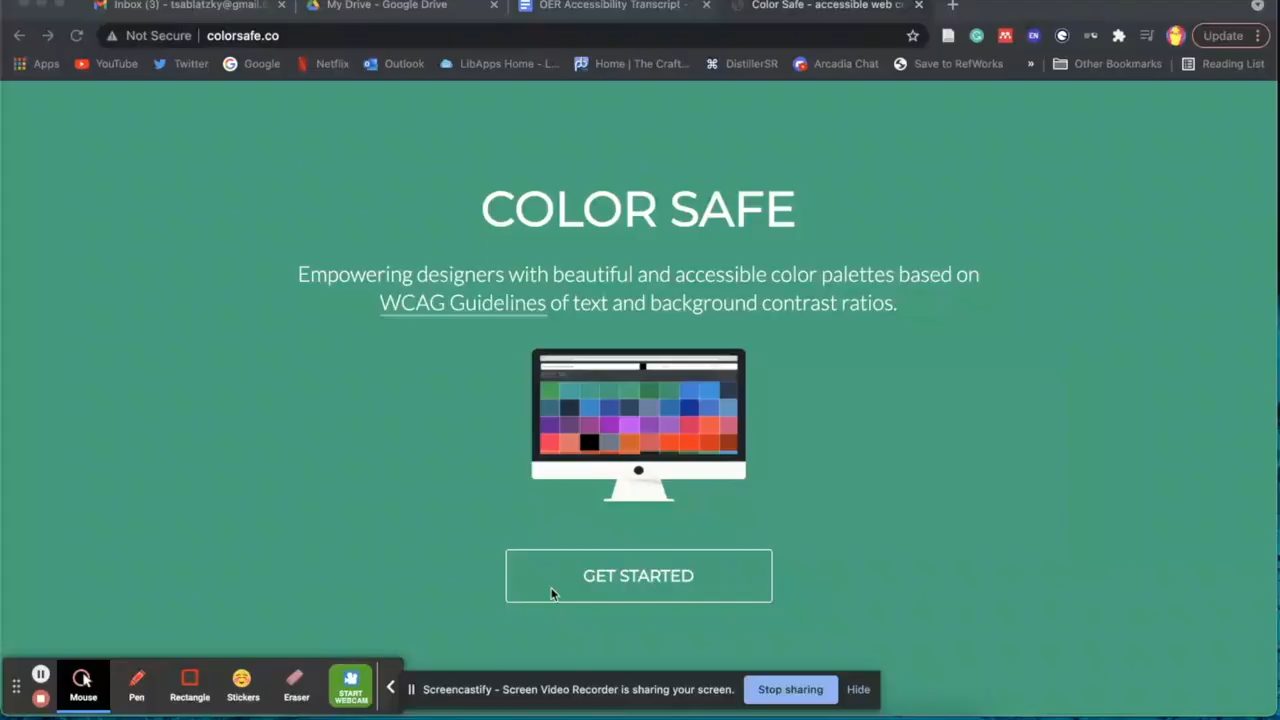 Inbox (2) - tsablatzky@gmail.
My Drive - Google Drive
OER Accessibility Transcript -
Color Safe - accessible web c
Not Secure | colorsafe.co
Update
Apps
YouTube
Twitter
Google
Netflix
Outlook
LibApps Home - L...
Home | The Craft...
DistillerSR
Arcadia Chat
Save to RefWorks
»
Other Bookmarks
Reading List
COLOR SAFE
Empowering designers with beautiful and accessible color palettes based on
WCAG Guidelines of text and background contrast ratios.
GET STARTED
Mouse
Pen
Rectangle
Stickers
Eraser
START
WEBCAM
Screencastify - Screen Video Recorder is sharing your screen.
Stop sharing
Hide